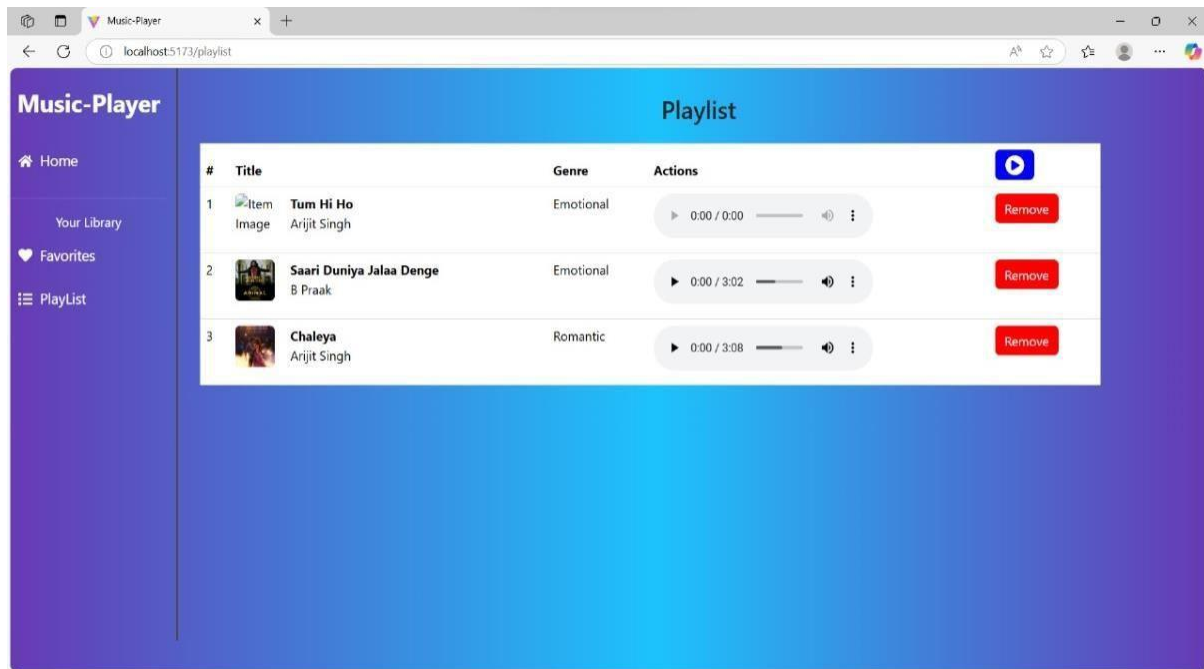 Music-Player
localhost:5173/playlist
Music-Player
Home
Your Library
Favorites
PlayList
Playlist
# Title Genre Actions
1 Item Image Tum Hi Ho Arijit Singh Emotional 0:00 / 0:00 Remove
2 Saari Duniya Jalaa Denge B Praak Emotional 0:00 / 3:02 Remove
3 Chaleya Arijit Singh Romantic 0:00 / 3:08 Remove